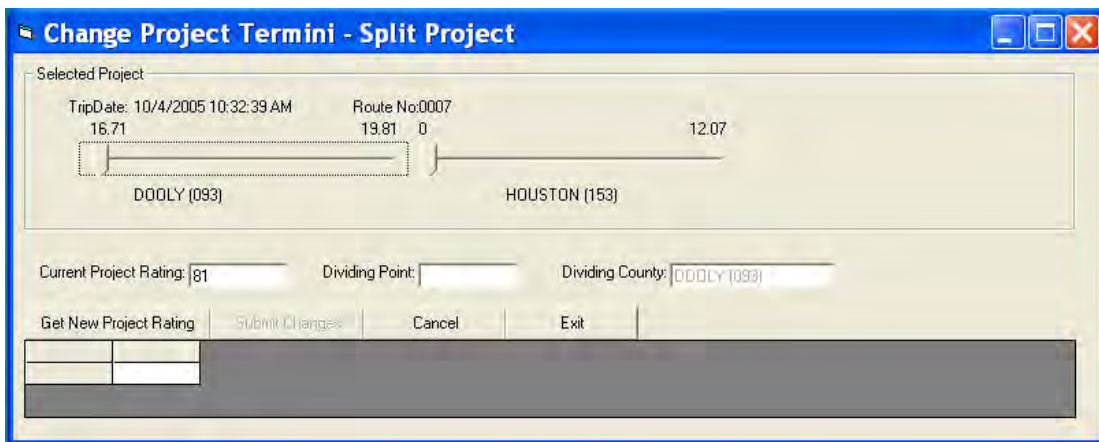 Change Project Termini - Split Project
Selected Project
TripDate: 10/4/2005 10:32:39 AM Route No:0007
16.71 19.81 0 12.07
DOOLY (093) HOUSTON (153)
Current Project Rating: 81 Dividing Point: Dividing County: DOOLY (093)
Get New Project Rating Submit Changes Cancel Exit